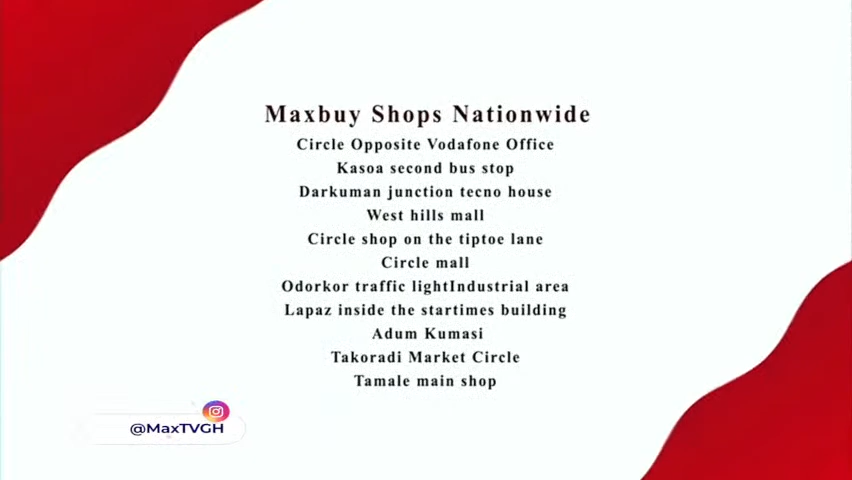 Maxbuy Shops Nationwide
Circle Opposite Vodafone Office
Kasoa second bus stop
Darkuman junction tecno house
West hills mall
Circle shop on the tiptoe lane
Circle mall
Odorkor traffic lightIndustrial area
Lapaz inside the startimes building
Adum Kumasi
Takoradi Market Circle
Tamale main shop
@MaxTVGH